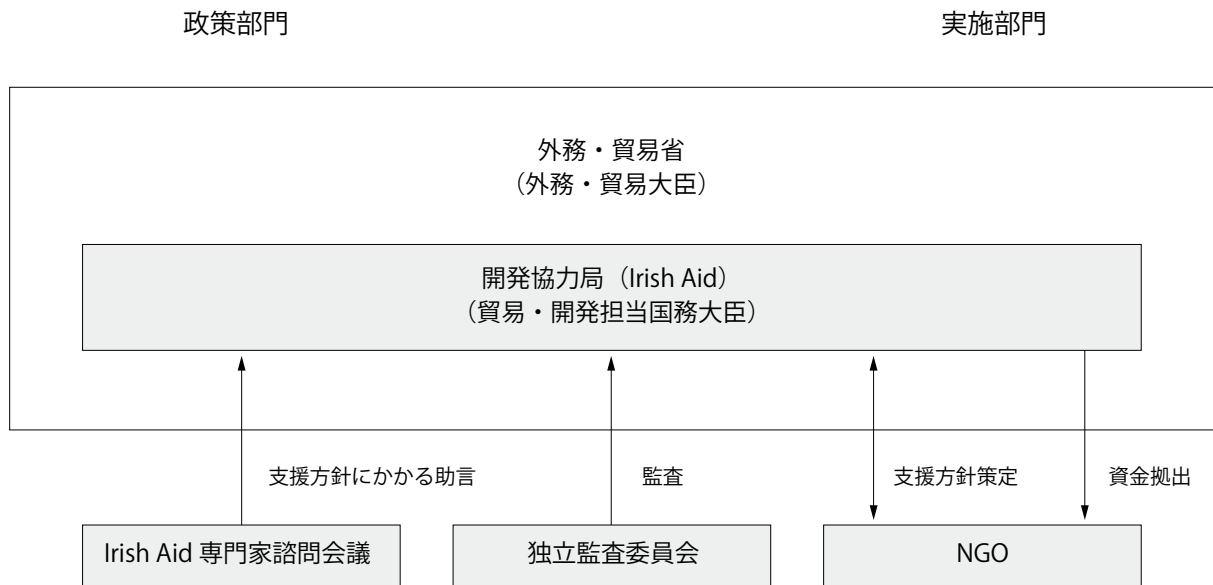 政策部門
実施部門
外務・貿易省
（外務・貿易大臣）
開発協力局（Irish Aid）
（貿易・開発担当国務大臣）
支援方針にかかる助言
監査
支援方針策定
資金拠出
Irish Aid 専門家諮問会議
独立監査委員会
NGO